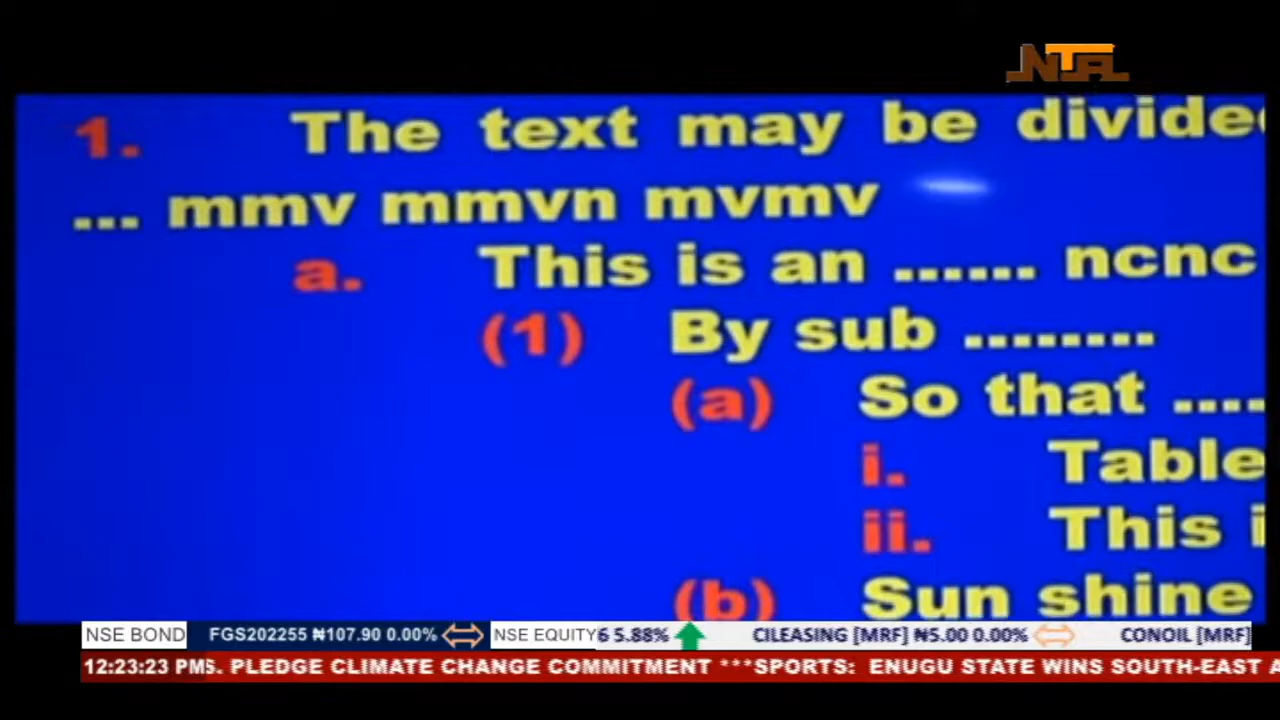 NTA
1. The text may be divided
... mmv mmvn mvmv
a. This is an ...... ncnc
(1) By sub ........
(a) So that ....
i. Table
ii. This i
(b) Sun shine
NSE BOND FGS202255 ₦107.90 0.00% NSE EQUITY 6 5.88% CILEASING [MRF] ₦5.00 0.00% CONOIL [MRF]
12:23:23 PM S. PLEDGE CLIMATE CHANGE COMMITMENT ***SPORTS: ENUGU STATE WINS SOUTH-EAST A